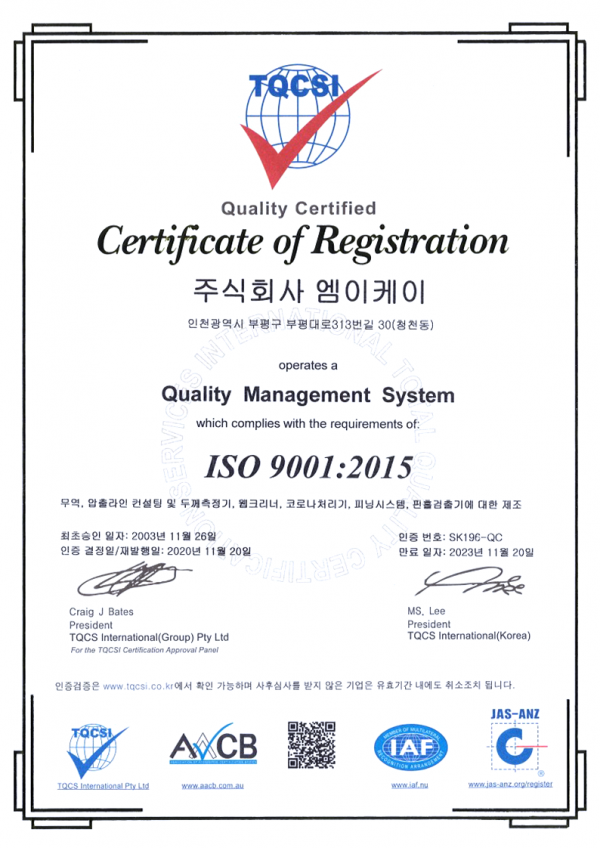 TQCSI
Quality Certified
Certificate of Registration
주식회사 엠이케이
인천광역시 부평구 부평대로313번길 30(청천동)
operates a
Quality Management System
which complies with the requirements of:
ISO 9001:2015
무역, 압출라인 컨설팅 및 두께측정기, 웹크리너, 코로나처리기, 피닝시스템, 핀홀검출기에 대한 제조
최초승인 일자: 2003년 11월 26일
인증 번호: SK196-QC
인증 결정일/재발행일: 2020년 11월 20일
만료 일자: 2023년 11월 20일
Craig J Bates
President
TQCS International(Group) Pty Ltd
For the TQCSI Certification Approval Panel
MS, Lee
President
TQCS International(Korea)
인증검증은 www.tqcsi.co.kr에서 확인 가능하며 사후심사를 받지 않은 기업은 유효기간 내에도 취소조치 됩니다.
TQCSI
TQCS International Pty Ltd
AACB
www.aacb.com.au
MEMBER OF MULTILATERAL
IAF
RECOGNITION ARRANGEMENT
www.iaf.nu
JAS-ANZ
®
www.jas-anz.org/register
TOTAL QUALITY CERTIFICATION SERVICES INTERNATIONAL